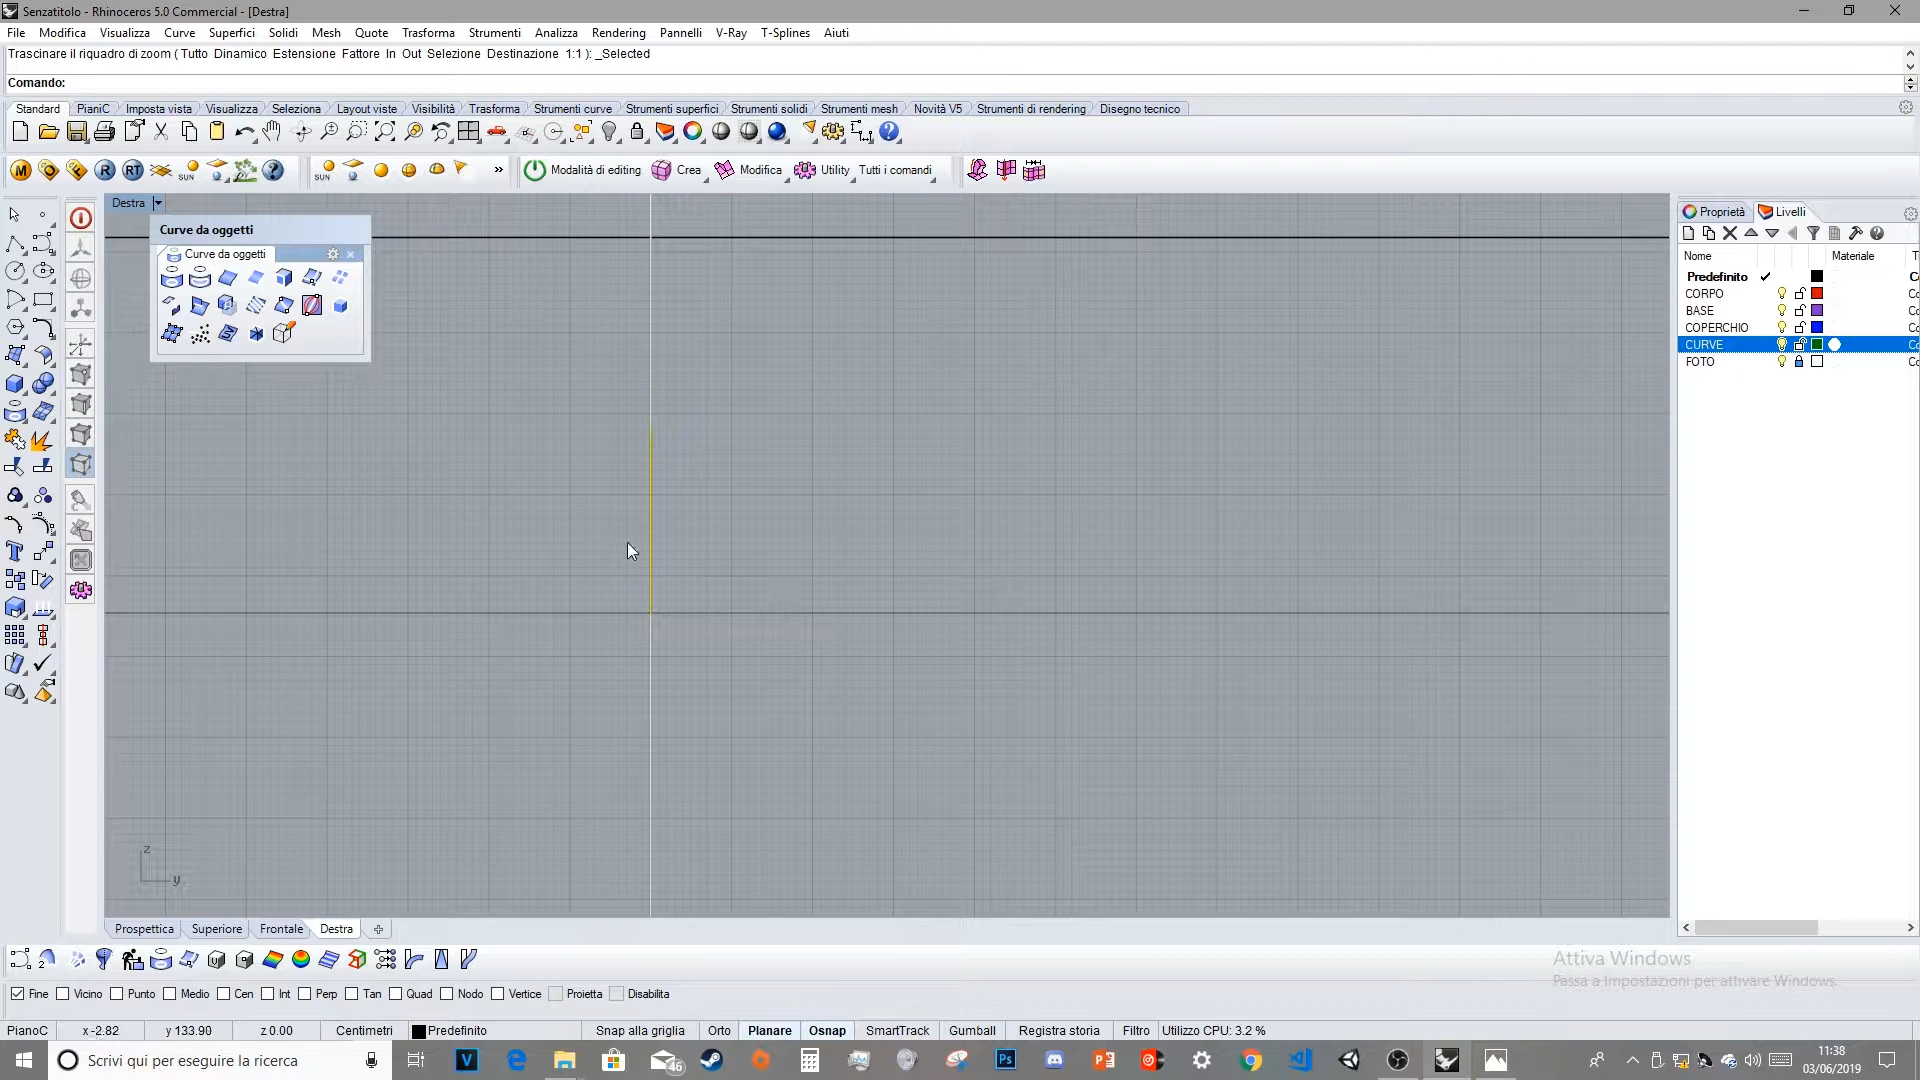 Senzatitolo - Rhinoceros 5.0 Commercial - [Destra]
File Modifica Visualizza Curve Superfici Solidi Mesh Quote Trasforma Strumenti Analizza Rendering Pannelli V-Ray T-Splines Aiuti
Trascinare il riquadro di zoom ( Tutto Dinamico Estensione Fattore In Out Selezione Destinazione 1:1 ): _Selected
Comando:
Standard PianiC Imposta vista Visualizza Seleziona Layout viste Visibilità Trasforma Strumenti curve Strumenti superfici Strumenti solidi Strumenti mesh Novità V5 Strumenti di rendering Disegno tecnico
M R RT SUN SUN » Modalità di editing Crea Modifica Utility Tutti i comandi
Destra
Curve da oggetti
Curve da oggetti
Proprietà Livelli
Nome Materiale
Predefinito
CORPO
BASE
COPERCHIO
CURVE
FOTO
z
y
Prospettica Superiore Frontale Destra
Attiva Windows
Passa a Impostazioni per attivare Windows.
Fine Vicino Punto Medio Cen Int Perp Tan Quad Nodo Vertice Proietta Disabilita
PianoC x -2.82 y 133.90 z 0.00 Centimetri Predefinito Snap alla griglia Orto Planare Osnap SmartTrack Gumball Registra storia Filtro Utilizzo CPU: 3.2 %
Scrivi qui per eseguire la ricerca
46
11:38
03/06/2019